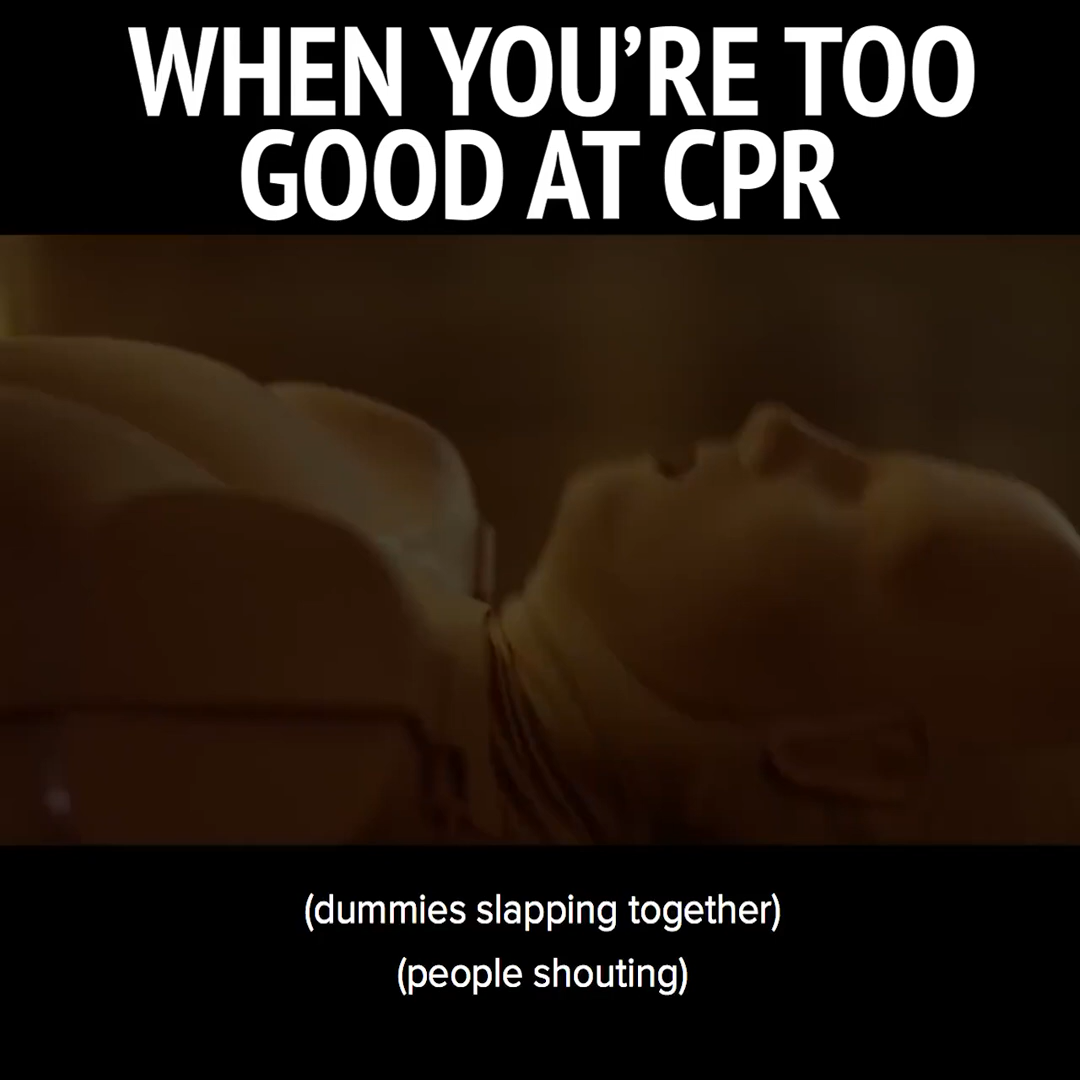 WHEN YOU’RE TOO
GOOD AT CPR
(dummies slapping together)
(people shouting)